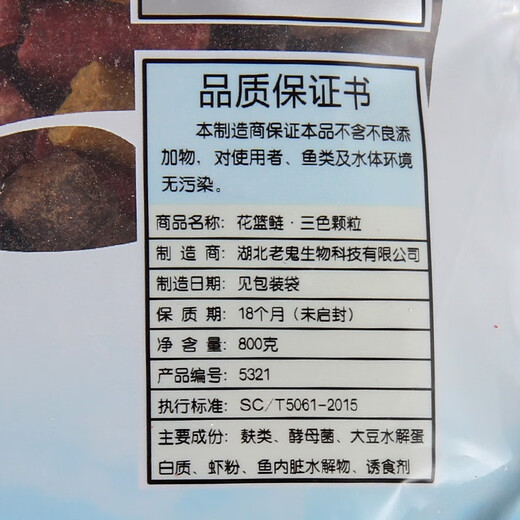 品质保证书
本制造商保证本品不含不良添
加物，对使用者、鱼类及水体环境
无污染。
商品名称：花篮鲢·三色颗粒
制造商：湖北老鬼生物科技有限公司
制造日期：见包装袋
保质期：18个月（未启封）
净含量：800克
产品编号：5321
执行标准：SC/T5061-2015
主要成份：麸类、酵母菌、大豆水解蛋
白质、虾粉、鱼内脏水解物、诱食剂